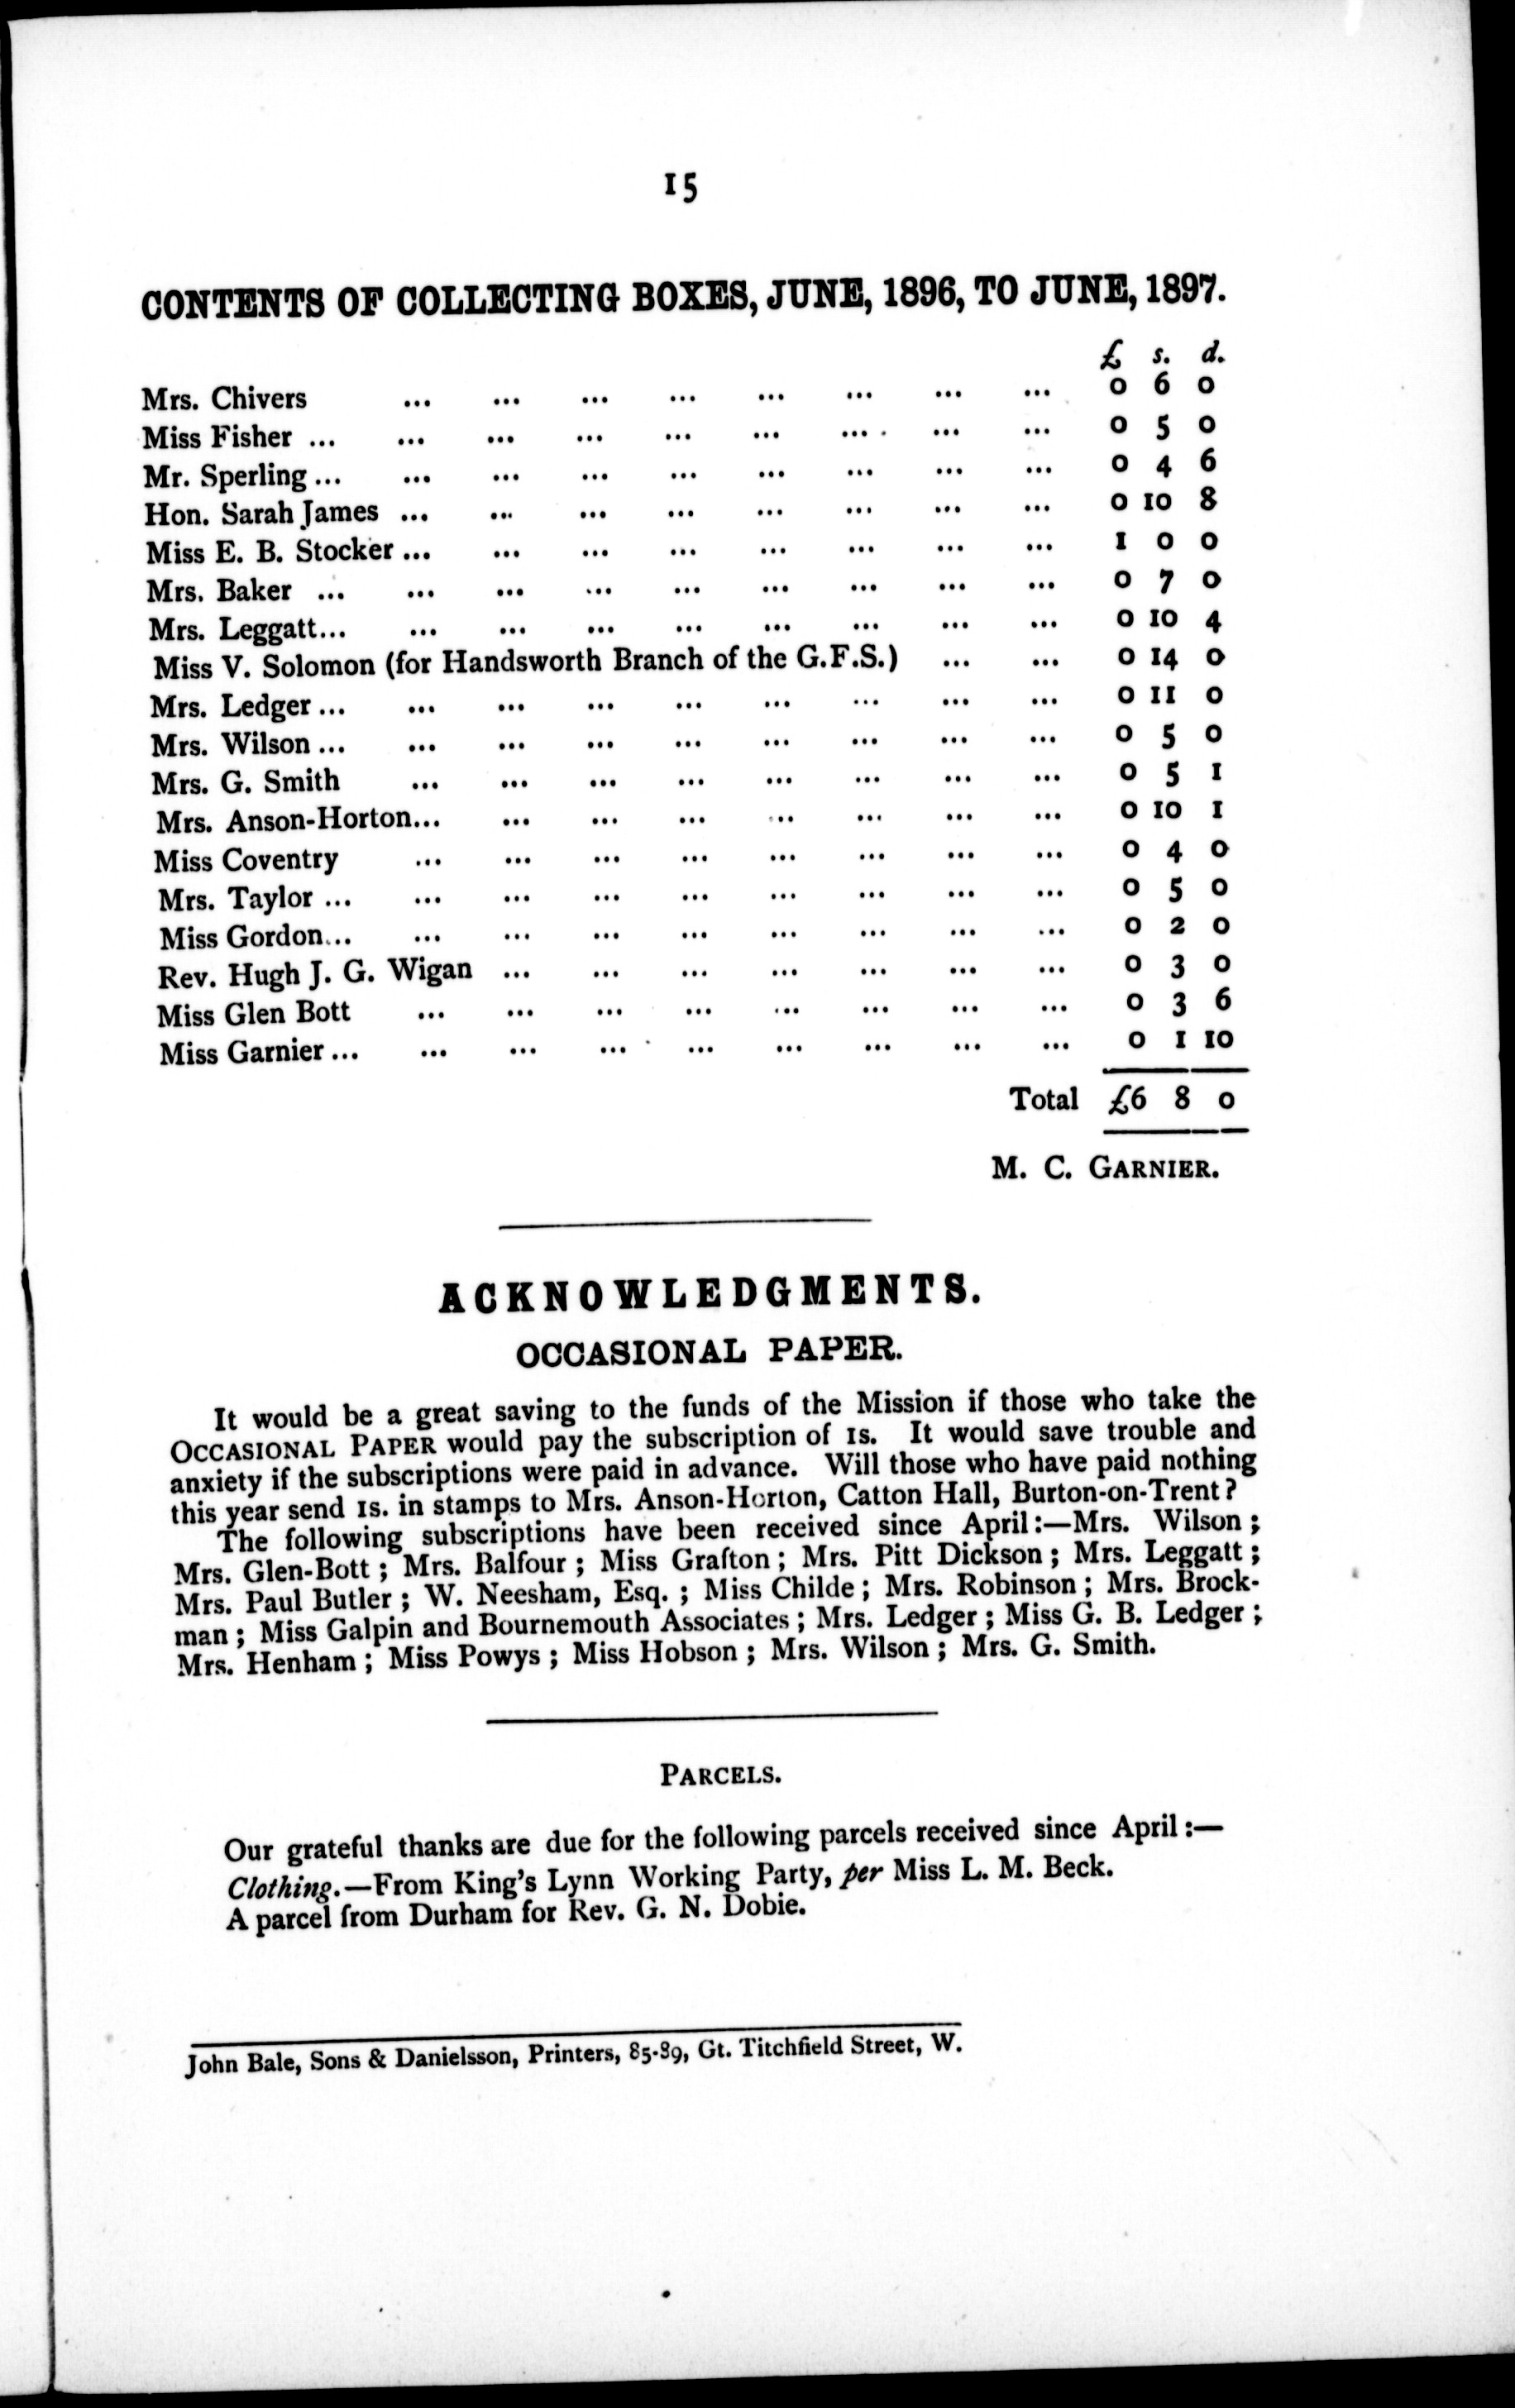 15
CONTENTS OF COLLECTING BOXES, JUNE, 1896, TO JUNE, 1897.
£ s. d.
Mrs. Chivers ... ... ... ... ... ... ... ... 0 6 0
Miss Fisher ... ... ... ... ... ... ... ... ... 0 5 0
Mr. Sperling ... ... ... ... ... ... ... ... ... 0 4 6
Hon. Sarah James ... ... ... ... ... ... ... ... 0 10 8
Miss E. B. Stocker ... ... ... ... ... ... ... ... 1 0 0
Mrs. Baker ... ... ... ... ... ... ... ... ... 0 7 0
Mrs. Leggatt... ... ... ... ... ... ... ... ... 0 10 4
Miss V. Solomon (for Handsworth Branch of the G.F.S.) ... ... 0 14 0
Mrs. Ledger ... ... ... ... ... ... ... ... ... 0 11 0
Mrs. Wilson ... ... ... ... ... ... ... ... ... 0 5 0
Mrs. G. Smith ... ... ... ... ... ... ... ... 0 5 1
Mrs. Anson-Horton... ... ... ... ... ... ... ... 0 10 1
Miss Coventry ... ... ... ... ... ... ... ... 0 4 0
Mrs. Taylor ... ... ... ... ... ... ... ... ... 0 5 0
Miss Gordon... ... ... ... ... ... ... ... ... 0 2 0
Rev. Hugh J. G. Wigan ... ... ... ... ... ... ... 0 3 0
Miss Glen Bott ... ... ... ... ... ... ... ... 0 3 6
Miss Garnier ... ... ... ... ... ... ... ... ... 0 1 10
Total £6 8 0
M. C. GARNIER.
ACKNOWLEDGMENTS.
OCCASIONAL PAPER.
It would be a great saving to the funds of the Mission if those who take the
OCCASIONAL PAPER would pay the subscription of 1s. It would save trouble and
anxiety if the subscriptions were paid in advance. Will those who have paid nothing
this year send 1s. in stamps to Mrs. Anson-Horton, Catton Hall, Burton-on-Trent?
The following subscriptions have been received since April:—Mrs. Wilson;
Mrs. Glen-Bott; Mrs. Balfour; Miss Grafton; Mrs. Pitt Dickson; Mrs. Leggatt;
Mrs. Paul Butler; W. Neesham, Esq.; Miss Childe; Mrs. Robinson; Mrs. Brock-
man; Miss Galpin and Bournemouth Associates; Mrs. Ledger; Miss G. B. Ledger;
Mrs. Henham; Miss Powys; Miss Hobson; Mrs. Wilson; Mrs. G. Smith.
PARCELS.
Our grateful thanks are due for the following parcels received since April:—
Clothing.—From King's Lynn Working Party, per Miss L. M. Beck.
A parcel from Durham for Rev. G. N. Dobie.
John Bale, Sons & Danielsson, Printers, 85-89, Gt. Titchfield Street, W.